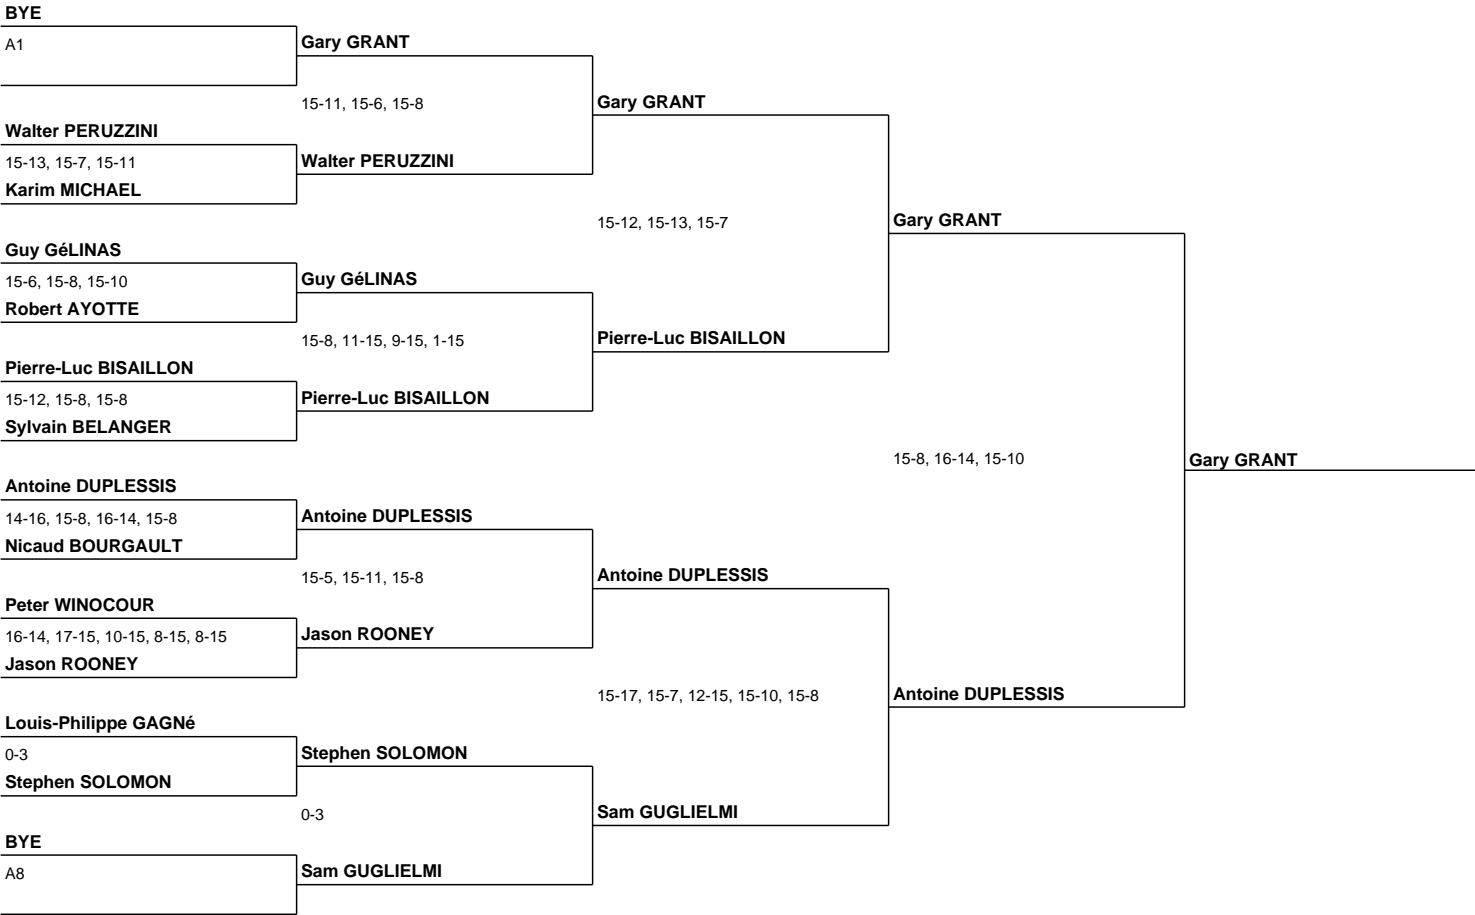 BYE
A1
Gary GRANT
15-11, 15-6, 15-8
Gary GRANT
Walter PERUZZINI
15-13, 15-7, 15-11
Walter PERUZZINI
Karim MICHAEL
15-12, 15-13, 15-7
Gary GRANT
Guy GéLINAS
15-6, 15-8, 15-10
Guy GéLINAS
Robert AYOTTE
15-8, 11-15, 9-15, 1-15
Pierre-Luc BISAILLON
Pierre-Luc BISAILLON
15-12, 15-8, 15-8
Pierre-Luc BISAILLON
Sylvain BELANGER
15-8, 16-14, 15-10
Gary GRANT
Antoine DUPLESSIS
14-16, 15-8, 16-14, 15-8
Antoine DUPLESSIS
Nicaud BOURGAULT
15-5, 15-11, 15-8
Antoine DUPLESSIS
Peter WINOCOUR
16-14, 17-15, 10-15, 8-15, 8-15
Jason ROONEY
Jason ROONEY
15-17, 15-7, 12-15, 15-10, 15-8
Antoine DUPLESSIS
Louis-Philippe GAGNé
0-3
Stephen SOLOMON
Stephen SOLOMON
0-3
Sam GUGLIELMI
BYE
A8
Sam GUGLIELMI